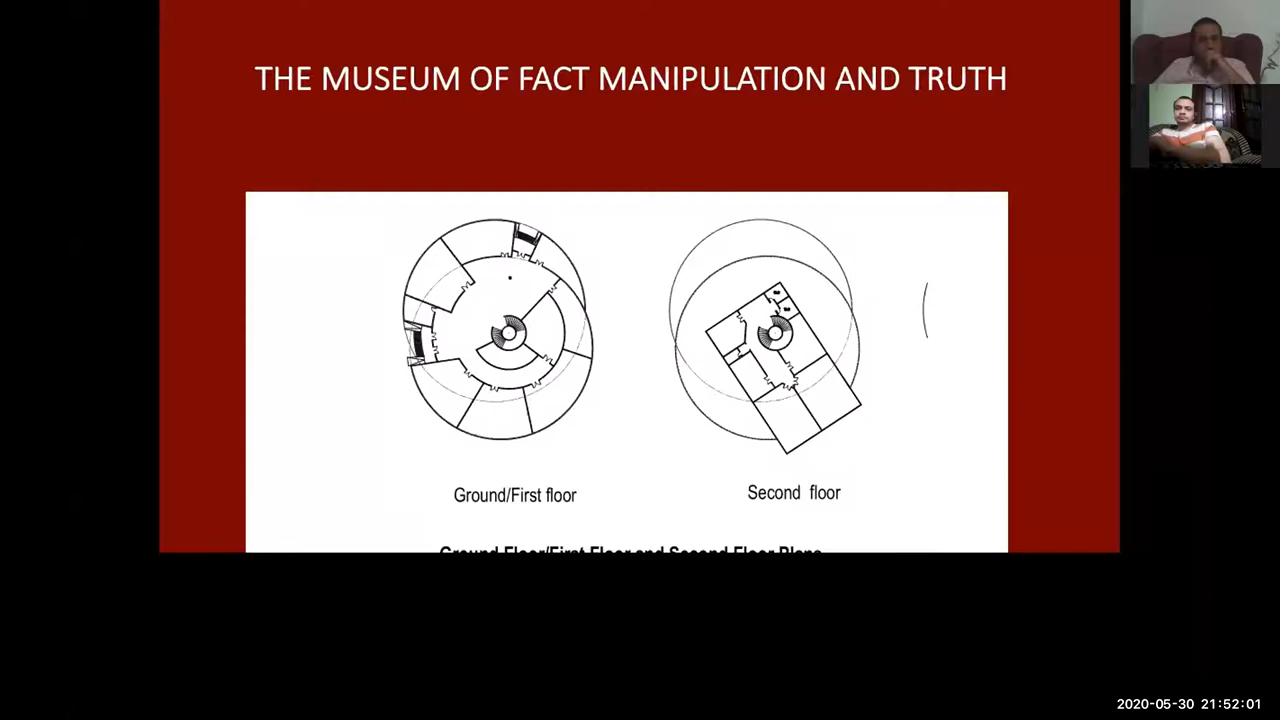 THE MUSEUM OF FACT MANIPULATION AND TRUTH
Ground/First floor
Second floor
Ground Floor/First Floor and Second Floor Plans
2020-05-30 21:52:01